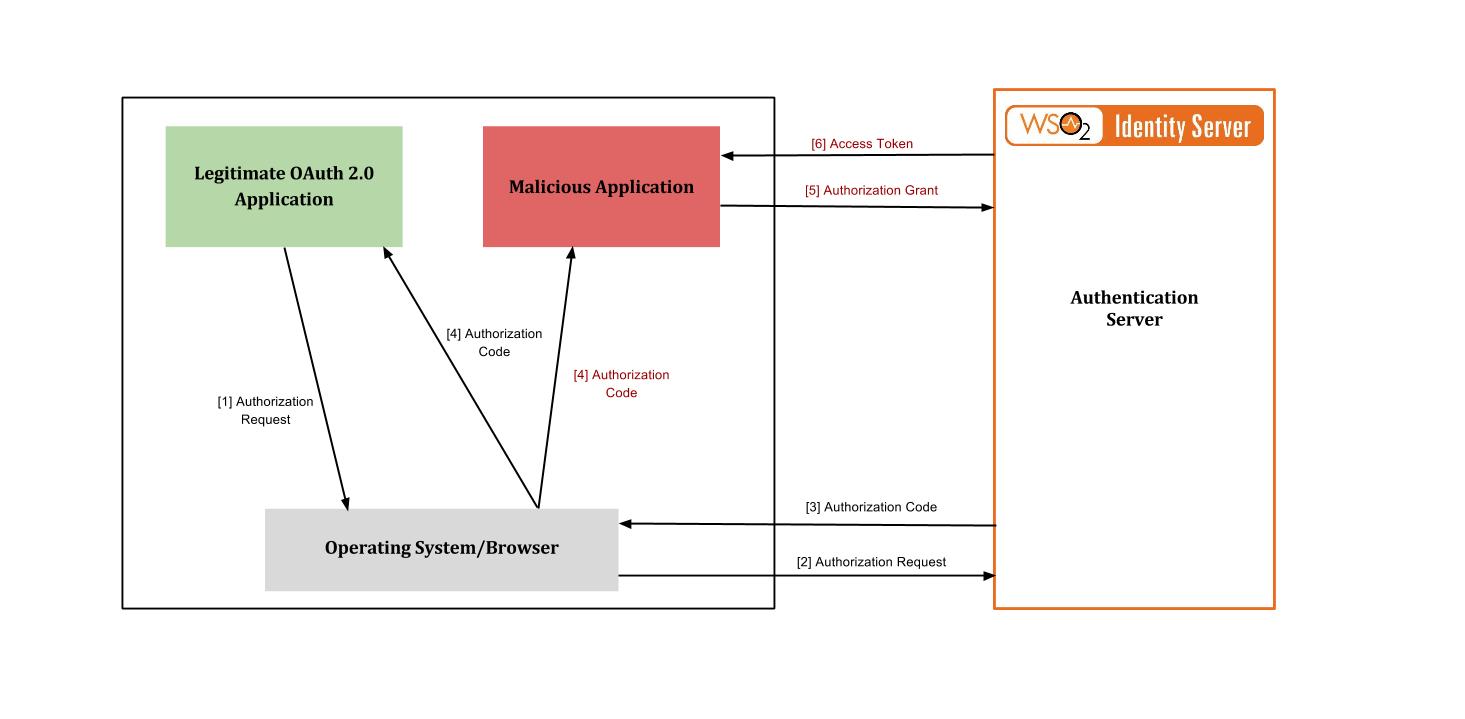 WSO2 Identity Server
Legitimate OAuth 2.0
Application
Malicious Application
[6] Access Token
[5] Authorization Grant
Authentication
Server
[4] Authorization
Code
[4] Authorization
Code
[1] Authorization
Request
[3] Authorization Code
Operating System/Browser
[2] Authorization Request